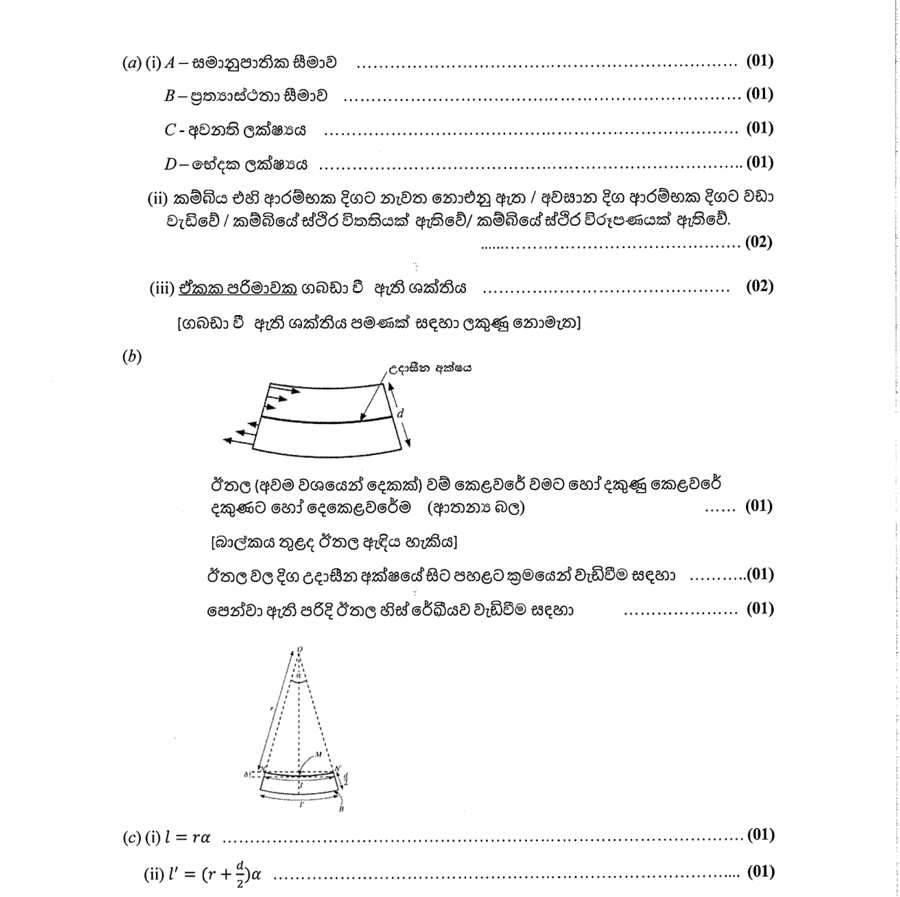 (a) (i) A – සමානුපාතික සීමාව ........................................ (01)
B – ප්‍රත්‍යාස්ථතා සීමාව ........................................ (01)
C - අවනති ලක්ෂ්‍යය ........................................ (01)
D – භේදක ලක්ෂ්‍යය ........................................ (01)
(ii) කම්බිය එහි ආරම්භක දිගට නැවත නොඑනු ඇත / අවසාන දිග ආරම්භක දිගට වඩා
වැඩිවේ / කම්බියේ ස්ථිර විතතියක් ඇතිවේ/ කම්බියේ ස්ථිර විරූපණයක් ඇතිවේ.
........................................ (02)
(iii) ඒකක පරිමාවක ගබඩා වී ඇති ශක්තිය ........................................ (02)
[ගබඩා වී ඇති ශක්තිය පමණක් සඳහා ලකුණු නොමැත]
(b)
උදාසීන අක්ෂය
d
ඊතල (අවම වශයෙන් දෙකක්) වම් කෙළවරේ වමට හෝ දකුණු කෙළවරේ
දකුණට හෝ දෙකෙළවරේම (ආතන්‍ය බල) ...... (01)
[බාල්කය තුළද ඊතල ඇඳිය හැකිය]
ඊතල වල දිග උදාසීන අක්ෂයේ සිට පහළට ක්‍රමයෙන් වැඩිවීම සඳහා ...........(01)
පෙන්වා ඇති පරිදි ඊතල හිස් රේඛීයව වැඩිවීම සඳහා .................... (01)
O
α
r
M
N
N'
l
d/2
l'
(c) (i) l = rα ........................................ (01)
(ii) l′ = (r + d/2)α ........................................ (01)